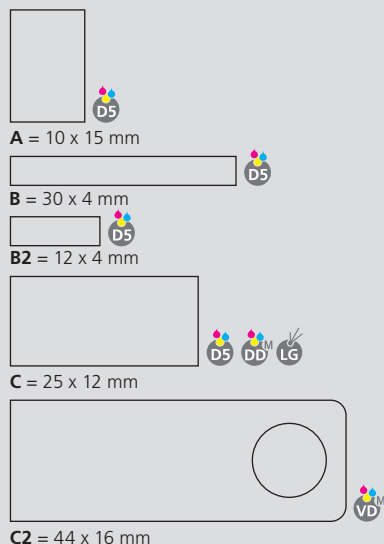 D5
A = 10 x 15 mm
D5
B = 30 x 4 mm
D5
B2 = 12 x 4 mm
D5 DD M LG
C = 25 x 12 mm
VD M
C2 = 44 x 16 mm